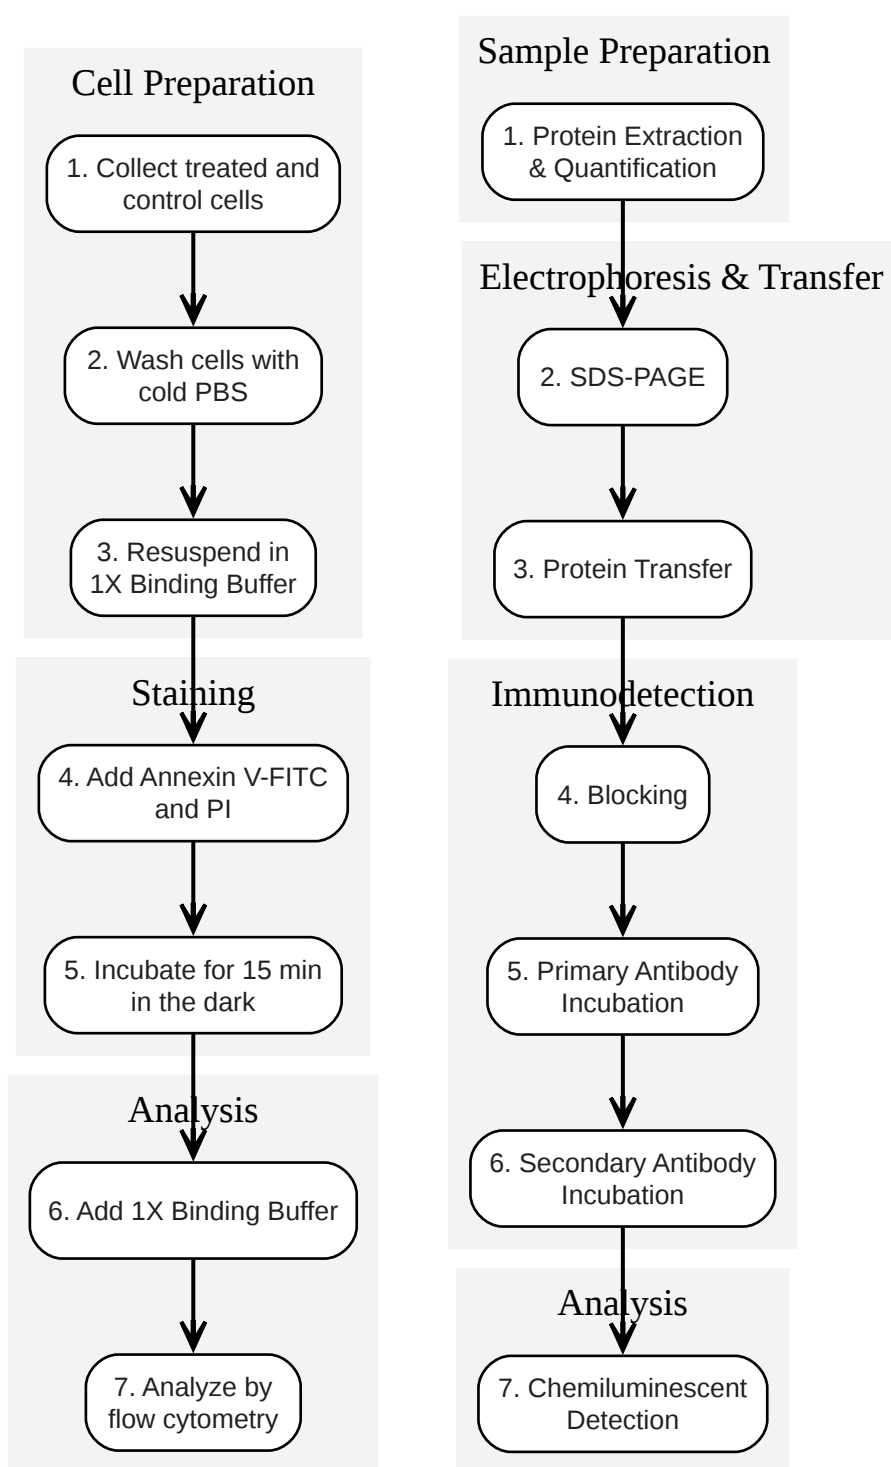 Cell Preparation
1. Collect treated and
control cells
2. Wash cells with
cold PBS
3. Resuspend in
1X Binding Buffer
Staining
4. Add Annexin V-FITC
and PI
5. Incubate for 15 min
in the dark
Analysis
6. Add 1X Binding Buffer
7. Analyze by
flow cytometry
Sample Preparation
1. Protein Extraction
& Quantification
Electrophoresis & Transfer
2. SDS-PAGE
3. Protein Transfer
Immunodetection
4. Blocking
5. Primary Antibody
Incubation
6. Secondary Antibody
Incubation
Analysis
7. Chemiluminescent
Detection